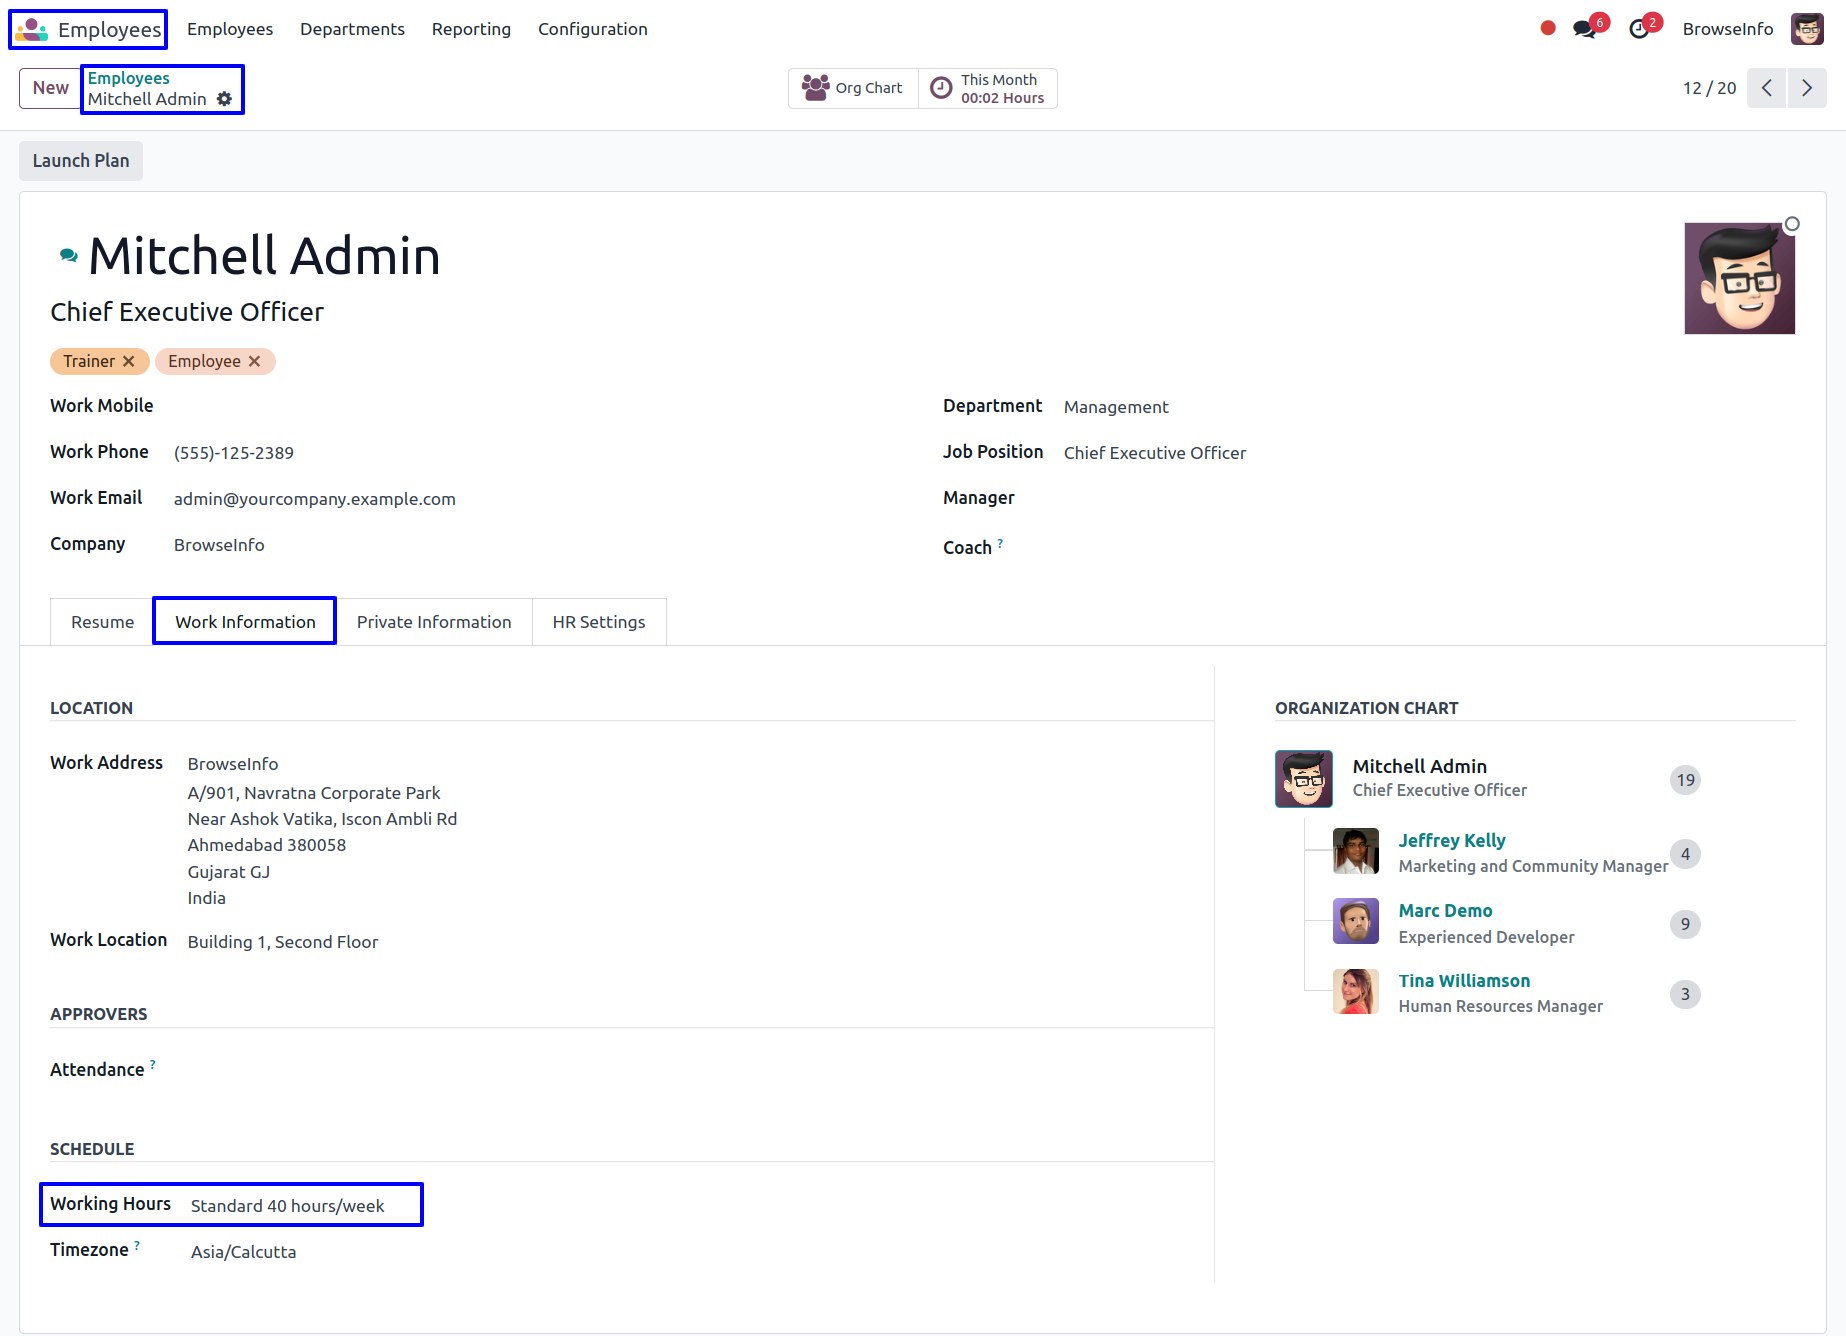 Employees Employees Departments Reporting Configuration 6 2 BrowseInfo
New Employees Mitchell Admin Org Chart This Month 00:02 Hours 12 / 20
Launch Plan
Mitchell Admin
Chief Executive Officer
Trainer Employee
Work Mobile
Work Phone (555)-125-2389
Work Email admin@yourcompany.example.com
Company BrowseInfo
Department Management
Job Position Chief Executive Officer
Manager
Coach ?
Resume Work Information Private Information HR Settings
LOCATION
Work Address BrowseInfo
A/901, Navratna Corporate Park
Near Ashok Vatika, Iscon Ambli Rd
Ahmedabad 380058
Gujarat GJ
India
Work Location Building 1, Second Floor
APPROVERS
Attendance ?
SCHEDULE
Working Hours Standard 40 hours/week
Timezone ? Asia/Calcutta
ORGANIZATION CHART
Mitchell Admin
Chief Executive Officer 19
Jeffrey Kelly
Marketing and Community Manager 4
Marc Demo
Experienced Developer 9
Tina Williamson
Human Resources Manager 3